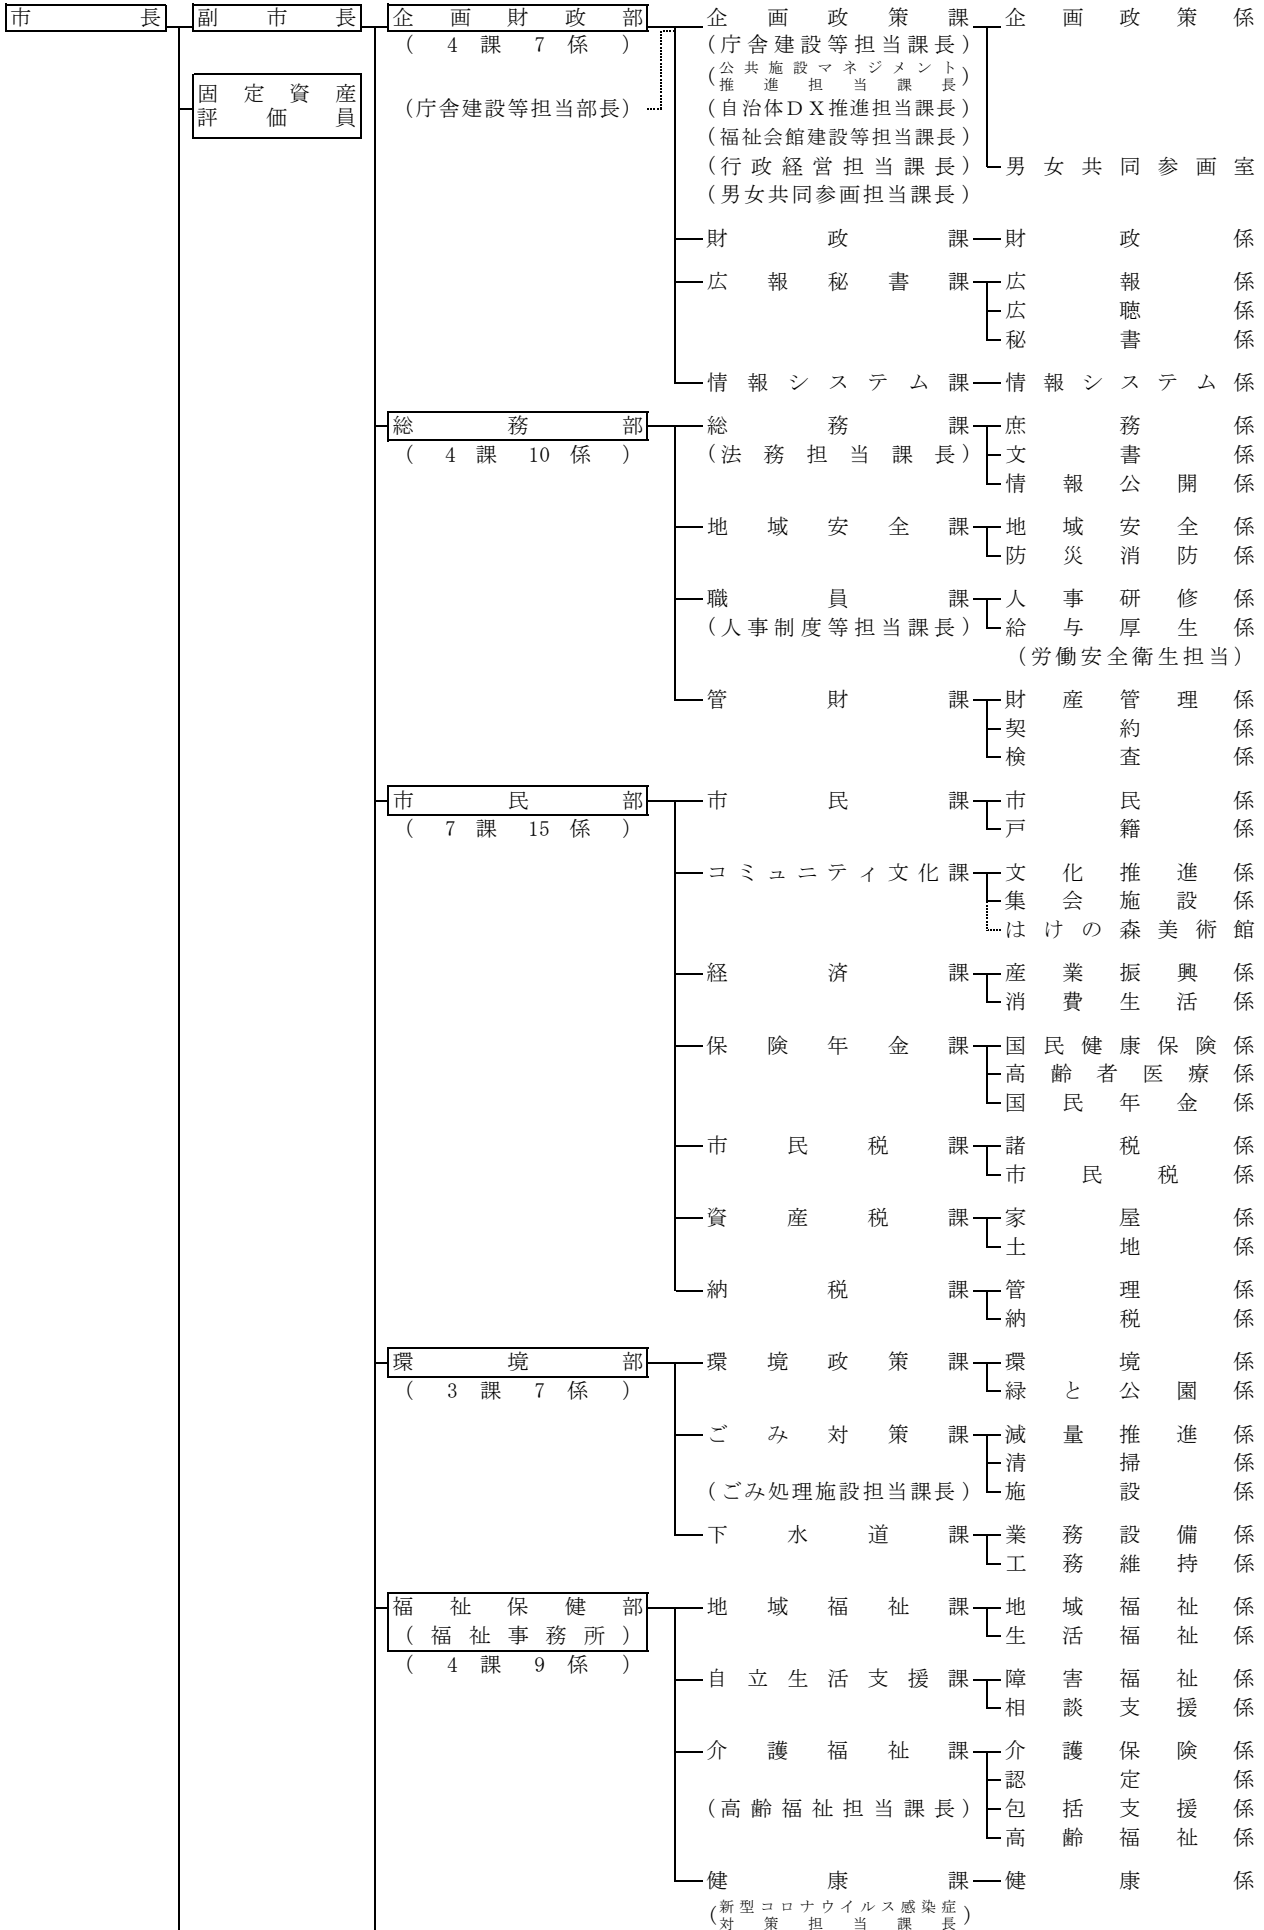 市長 副市長 企画財政部 企画政策課 企画政策係
(4課7係) (庁舎建設等担当課長)
(公共施設マネジメント
推進担当課長)
固定資産
評価員
(庁舎建設等担当部長) (自治体DX推進担当課長)
(福祉会館建設等担当課長)
(行政経営担当課長) 男女共同参画室
(男女共同参画担当課長)
財政課 財政係
広報秘書課 広報係
広聴係
秘書係
情報システム課 情報システム係
総務部 総務課 庶務係
(4課10係) (法務担当課長) 文書係
情報公開係
地域安全課 地域安全係
防災消防係
職員課 人事研修係
(人事制度等担当課長) 給与厚生係
(労働安全衛生担当)
管財課 財産管理係
契約係
検査係
市民部 市民課 市民係
(7課15係) 戸籍係
コミュニティ文化課 文化推進係
集会施設係
はけの森美術館
経済課 産業振興係
消費生活係
保険年金課 国民健康保険係
高齢者医療係
国民年金係
市民税課 諸税係
市民税係
資産税課 家屋係
土地係
納税課 管理係
納税係
環境部 環境政策課 環境係
(3課7係) 緑と公園係
ごみ対策課 減量推進係
清掃係
(ごみ処理施設担当課長) 施設係
下水道課 業務設備係
工務維持係
福祉保健部 地域福祉課 地域福祉係
(福祉事務所) 生活福祉係
(4課9係)
自立生活支援課 障害福祉係
相談支援係
介護福祉課 介護保険係
認定係
(高齢福祉担当課長) 包括支援係
高齢福祉係
健康課 健康係
(新型コロナウイルス感染症
対策担当課長)